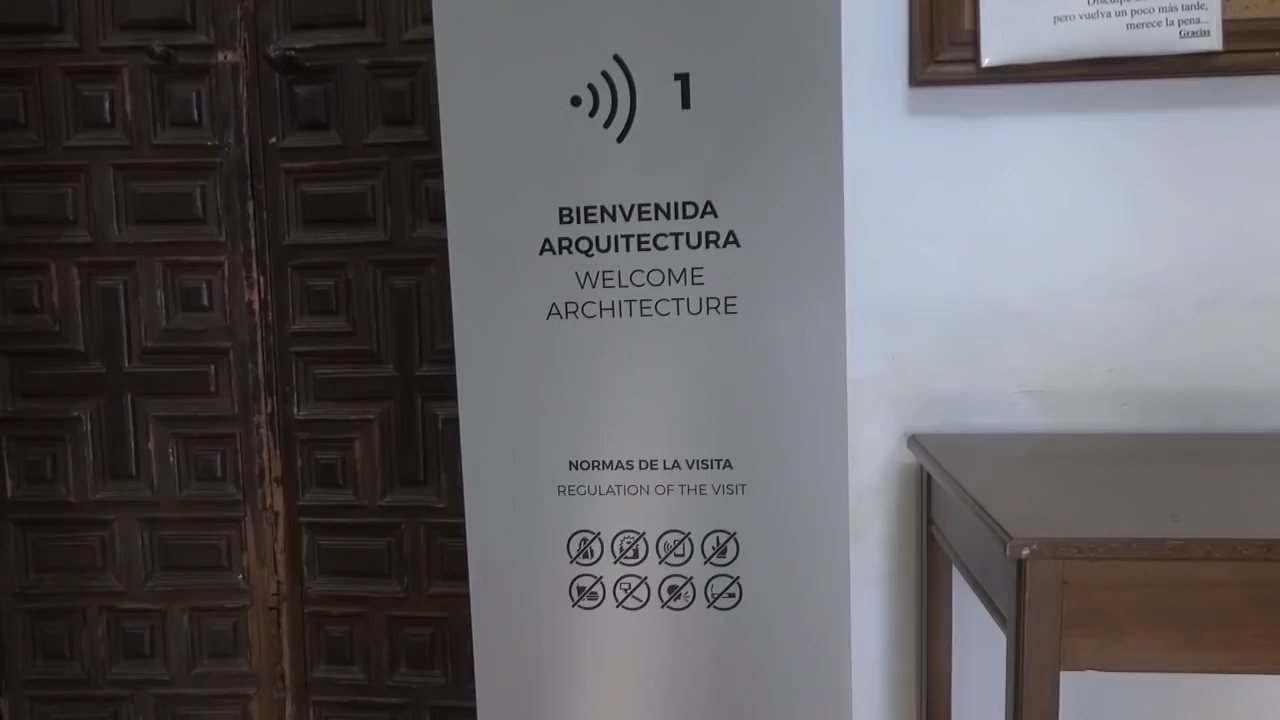 1
BIENVENIDA
ARQUITECTURA
WELCOME
ARCHITECTURE
NORMAS DE LA VISITA
REGULATION OF THE VISIT
pero vuelva un poco más tarde,
merece la pena...
Gracias